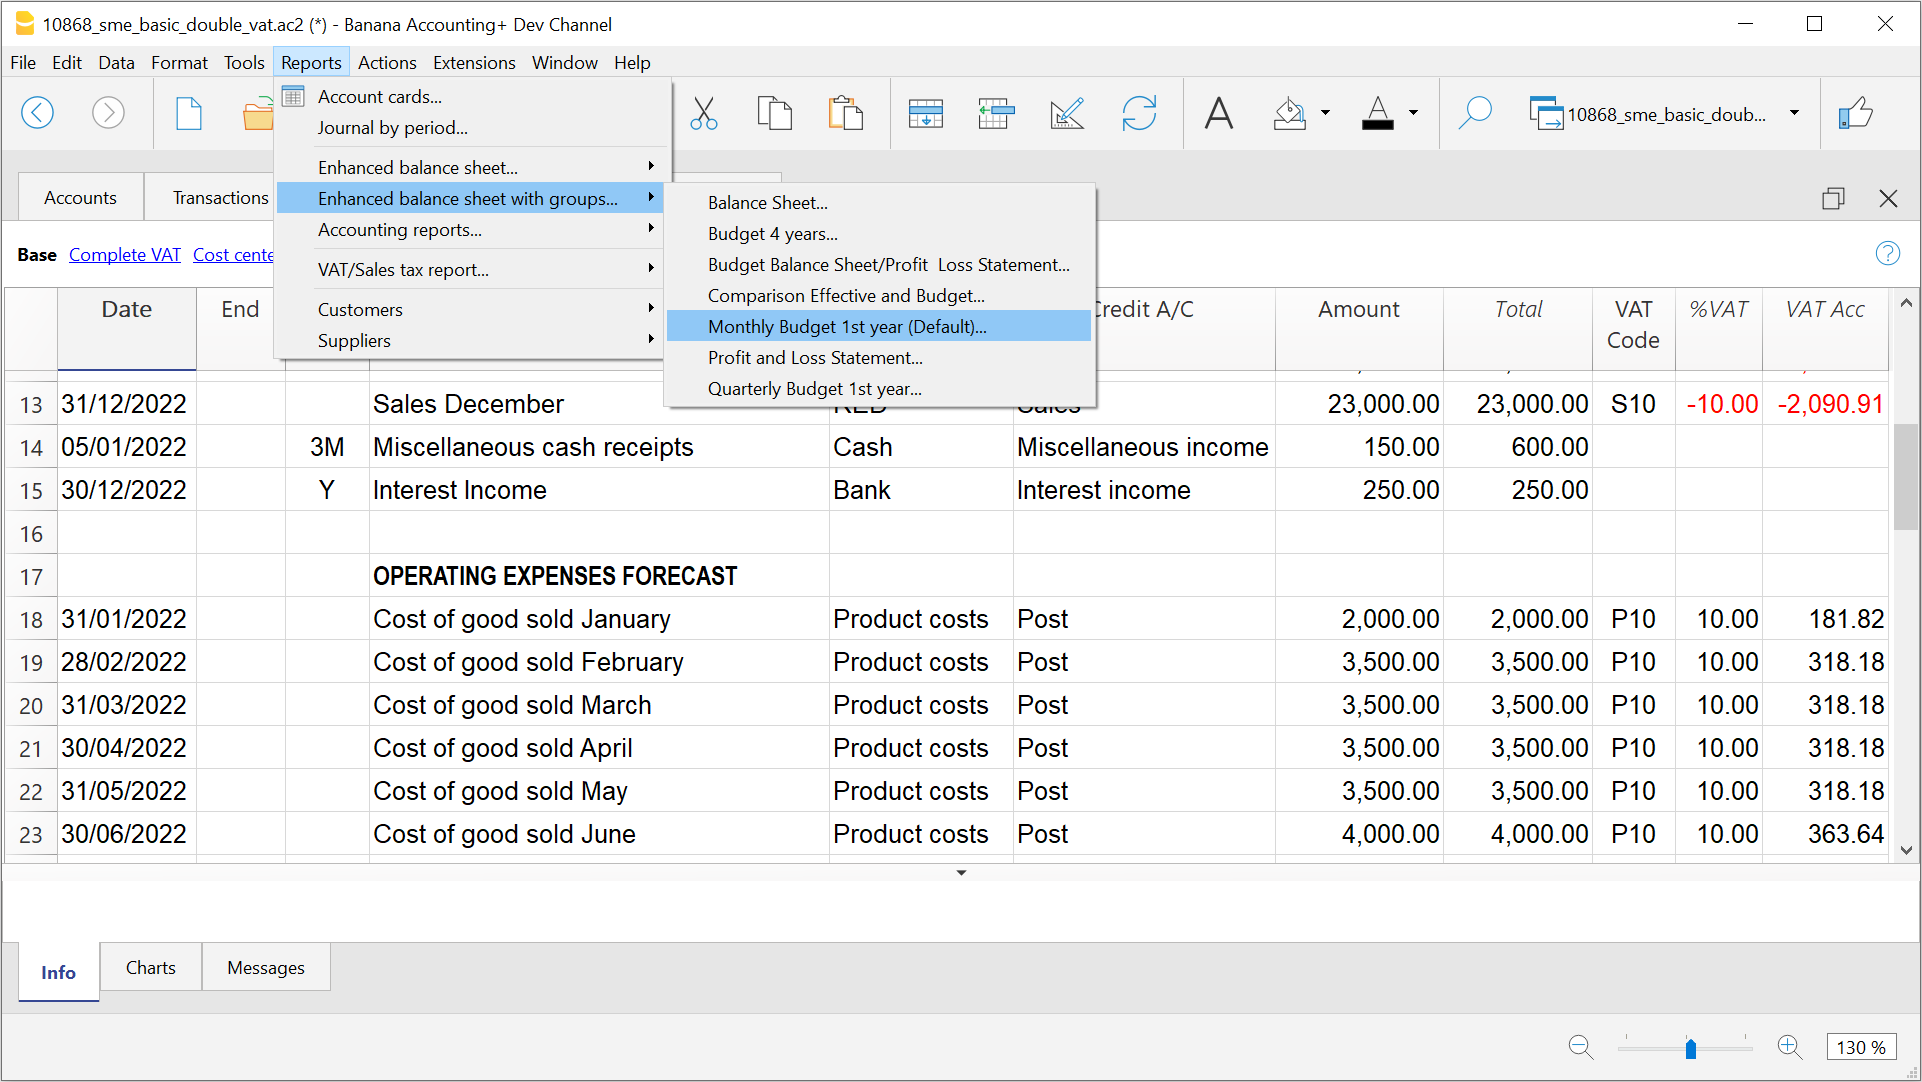 10868_sme_basic_double_vat.ac2 (*) - Banana Accounting+ Dev Channel
File Edit Data Format Tools Reports Actions Extensions Window Help
10868_sme_basic_doub...
Account cards...
Journal by period...
Enhanced balance sheet...
Enhanced balance sheet with groups...
Accounting reports...
VAT/Sales tax report...
Customers
Suppliers
Balance Sheet...
Budget 4 years...
Budget Balance Sheet/Profit  Loss Statement...
Comparison Effective and Budget...
Monthly Budget 1st year (Default)...
Profit and Loss Statement...
Quarterly Budget 1st year...
Accounts Transactions
Base Complete VAT Cost cente
Date End Credit A/C Amount Total VAT Code %VAT VAT Acc
13 31/12/2022 Sales December RED Sales 23,000.00 23,000.00 S10 -10.00 -2,090.91
14 05/01/2022 3M Miscellaneous cash receipts Cash Miscellaneous income 150.00 600.00
15 30/12/2022 Y Interest Income Bank Interest income 250.00 250.00
16
17 OPERATING EXPENSES FORECAST
18 31/01/2022 Cost of good sold January Product costs Post 2,000.00 2,000.00 P10 10.00 181.82
19 28/02/2022 Cost of good sold February Product costs Post 3,500.00 3,500.00 P10 10.00 318.18
20 31/03/2022 Cost of good sold March Product costs Post 3,500.00 3,500.00 P10 10.00 318.18
21 30/04/2022 Cost of good sold April Product costs Post 3,500.00 3,500.00 P10 10.00 318.18
22 31/05/2022 Cost of good sold May Product costs Post 3,500.00 3,500.00 P10 10.00 318.18
23 30/06/2022 Cost of good sold June Product costs Post 4,000.00 4,000.00 P10 10.00 363.64
Info Charts Messages
130 %